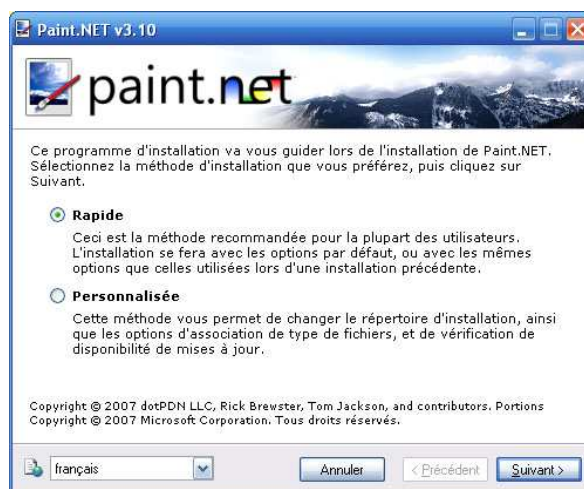 Paint.NET v3.10
paint.net
Ce programme d'installation va vous guider lors de l'installation de Paint.NET.
Sélectionnez la méthode d'installation que vous préférez, puis cliquez sur
Suivant.
Rapide
Ceci est la méthode recommandée pour la plupart des utilisateurs.
L'installation se fera avec les options par défaut, ou avec les mêmes
options que celles utilisées lors d'une installation précédente.
Personnalisée
Cette méthode vous permet de changer le répertoire d'installation, ainsi
que les options d'association de type de fichiers, et de vérification de
disponibilité de mises à jour.
Copyright © 2007 dotPDN LLC, Rick Brewster, Tom Jackson, and contributors. Portions
Copyright © 2007 Microsoft Corporation. Tous droits réservés.
français
Annuler
< Précédent
Suivant >